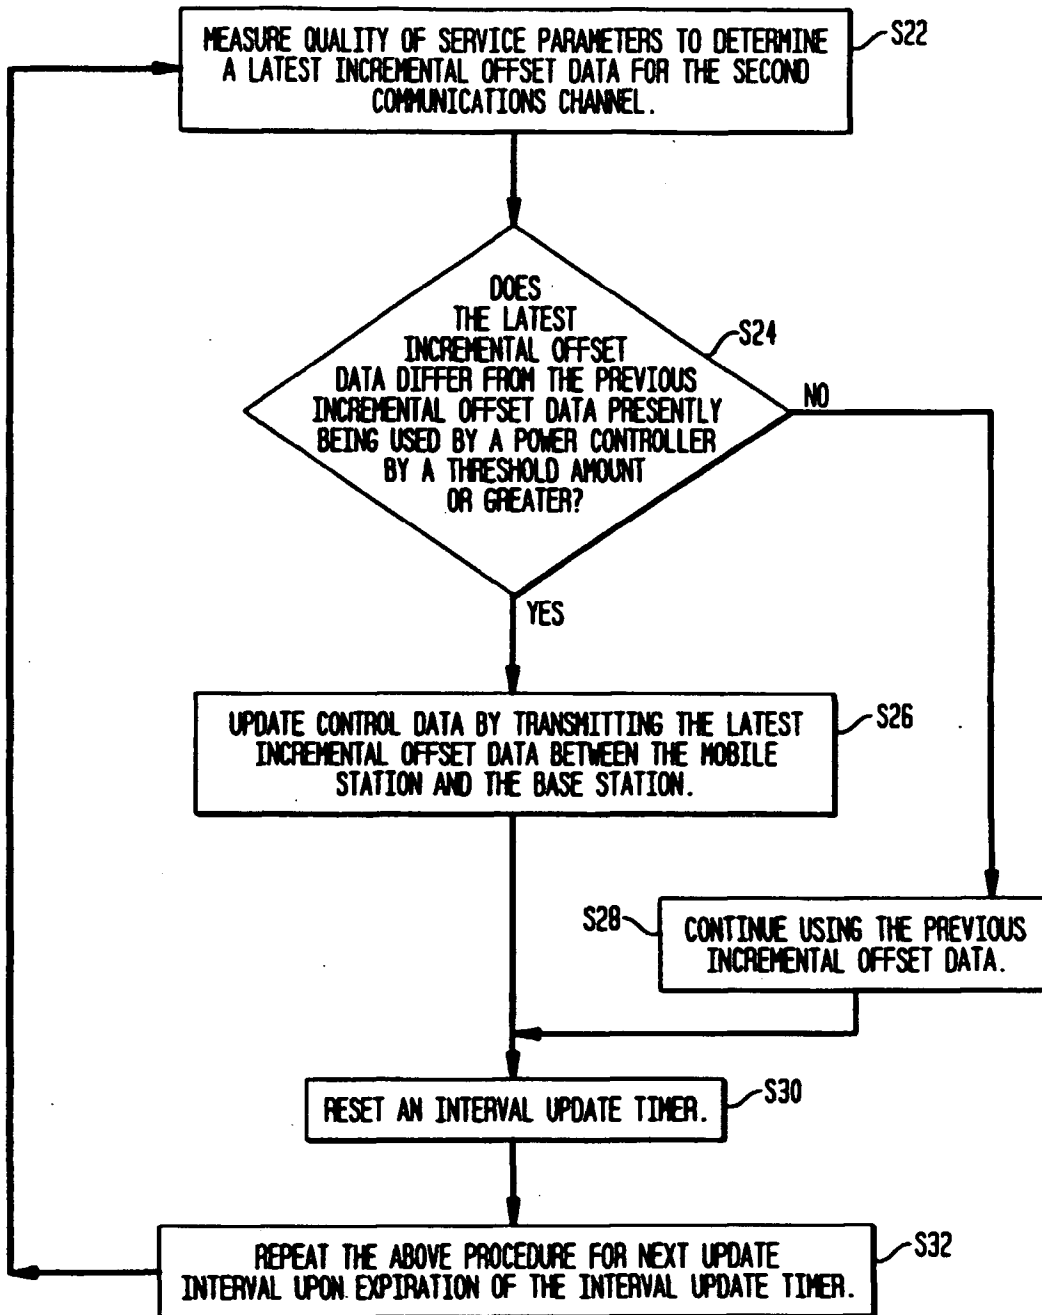 MEASURE QUALITY OF SERVICE PARAMETERS TO DETERMINE
A LATEST INCREMENTAL OFFSET DATA FOR THE SECOND
COMMUNICATIONS CHANNEL.
S22
DOES
THE LATEST
INCREMENTAL OFFSET
DATA DIFFER FROM THE PREVIOUS
INCREMENTAL OFFSET DATA PRESENTLY
BEING USED BY A POWER CONTROLLER
BY A THRESHOLD AMOUNT
OR GREATER?
S24
NO
YES
UPDATE CONTROL DATA BY TRANSMITTING THE LATEST
INCREMENTAL OFFSET DATA BETWEEN THE MOBILE
STATION AND THE BASE STATION.
S26
S28
CONTINUE USING THE PREVIOUS
INCREMENTAL OFFSET DATA.
RESET AN INTERVAL UPDATE TIMER.
S30
REPEAT THE ABOVE PROCEDURE FOR NEXT UPDATE
INTERVAL UPON EXPIRATION OF THE INTERVAL UPDATE TIMER.
S32